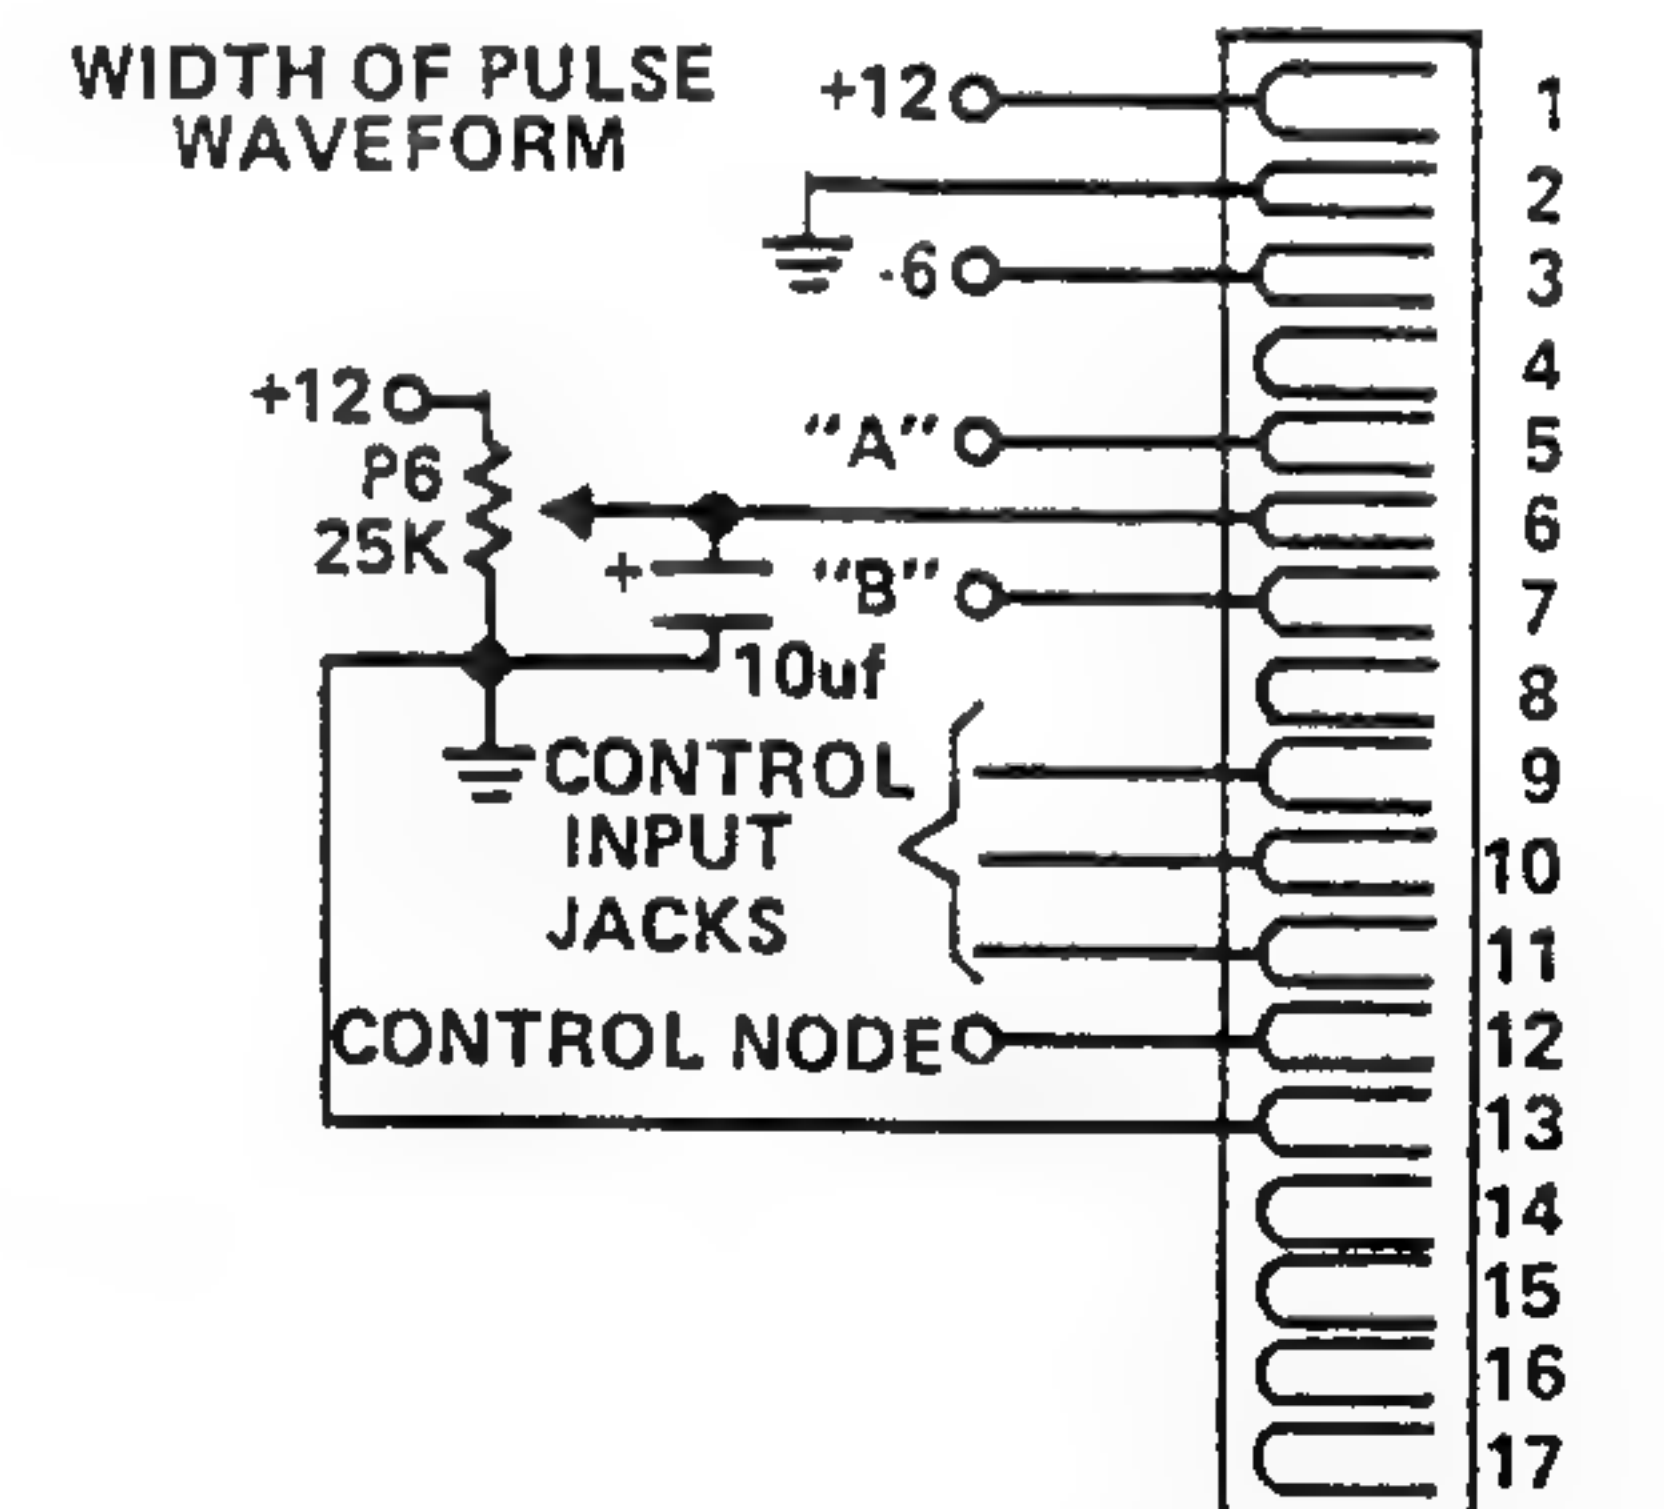 WIDTH OF PULSE
WAVEFORM
+12
1
2
-6
3
4
+12
"A"
5
P6
25K
6
+
"B"
7
10uf
8
CONTROL
INPUT
JACKS
9
10
11
CONTROL NODE
12
13
14
15
16
17